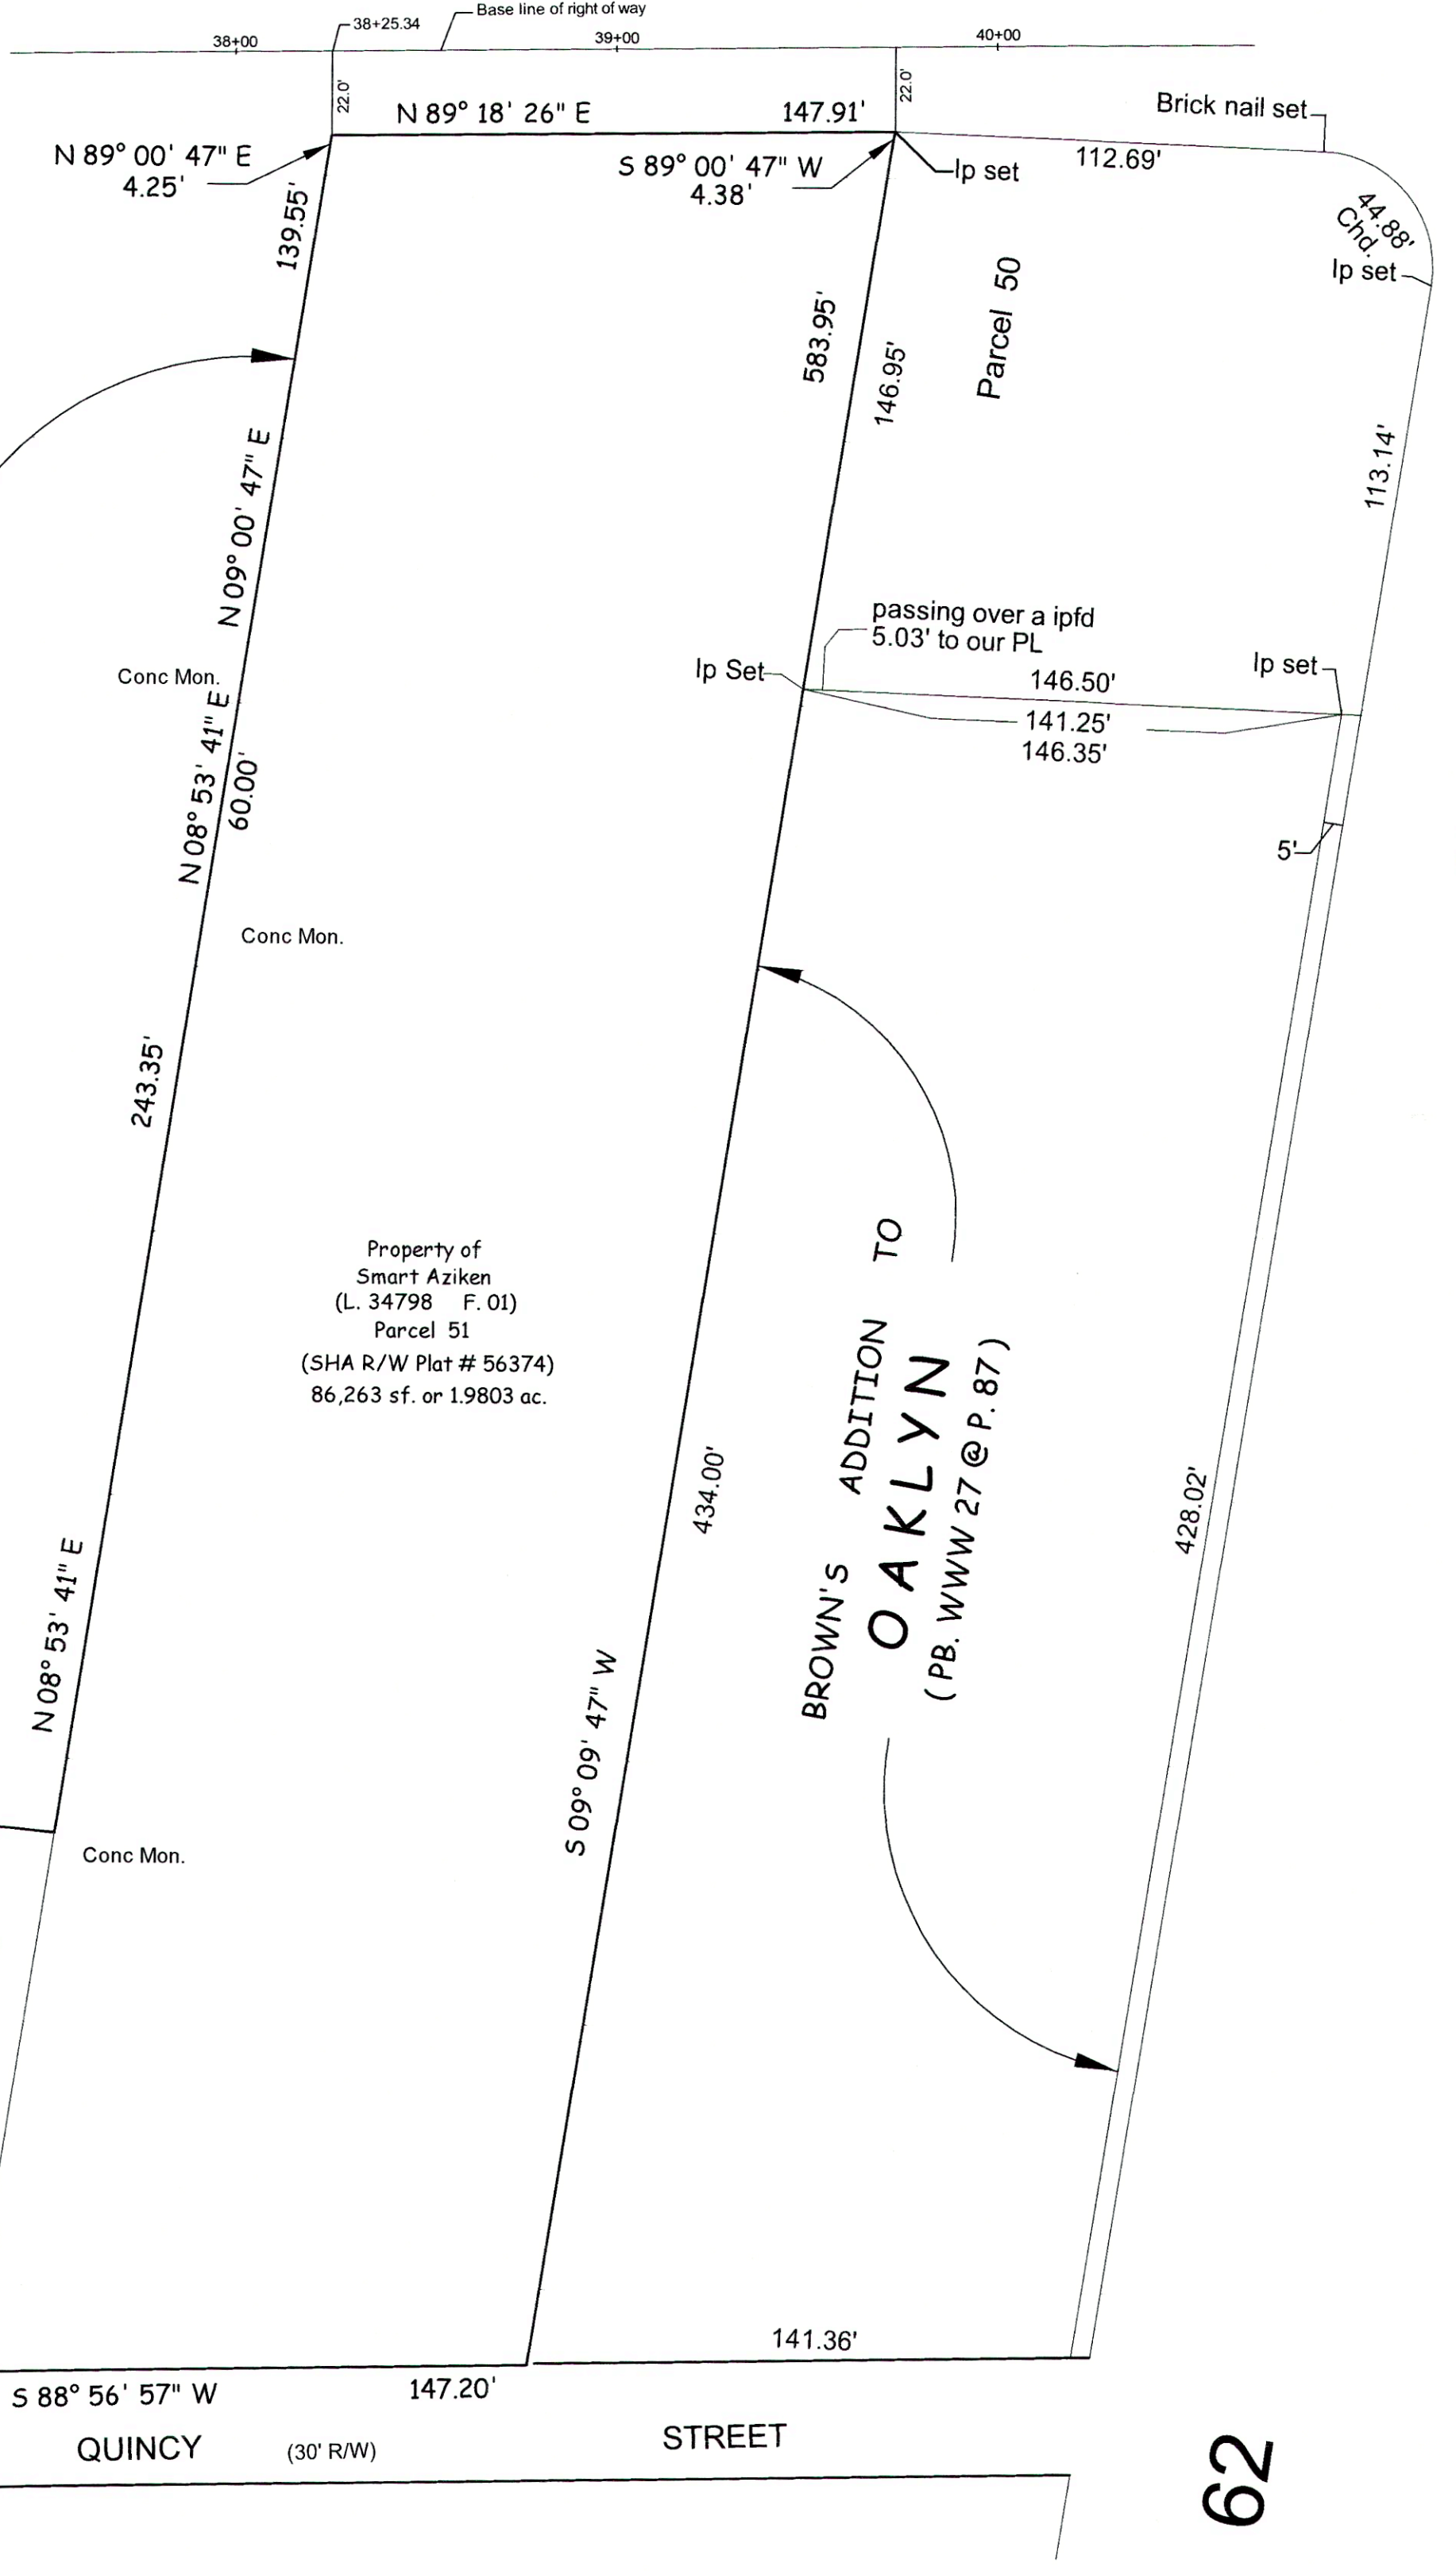 Base line of right of way
38+25.34
38+00
39+00
40+00
22.0'
22.0'
N 89° 18' 26" E
147.91'
Brick nail set
N 89° 00' 47" E
4.25'
S 89° 00' 47" W
4.38'
Ip set
112.69'
44.88'
Chd.
Ip set
139.55'
583.95'
146.95'
Parcel 50
113.14'
N 09° 00' 47" E
passing over a ipfd
5.03' to our PL
Ip Set
Ip set
146.50'
141.25'
146.35'
Conc Mon.
N 08° 53' 41" E
60.00'
5'
Conc Mon.
243.35'
Property of
Smart Aziken
(L. 34798 F. 01)
Parcel 51
(SHA R/W Plat # 56374)
86,263 sf. or 1.9803 ac.
BROWN'S ADDITION TO
OAKLYN
( PB. WWW 27 @ P. 87 )
434.00'
428.02'
N 08° 53' 41" E
S 09° 09' 47" W
Conc Mon.
141.36'
S 88° 56' 57" W
147.20'
QUINCY (30' R/W) STREET
62